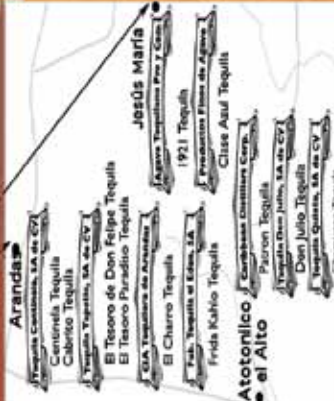 Arandas
Tequila Centinela, SA de CV
Centinela Tequila
Cabrito Tequila
Tequila Tapatio, SA de CV
El Tesoro de Don Felipe Tequila
El Tesoro Paradiso Tequila
CIA Tequilera de Arandas
El Charro Tequila
Fab. Tequila el Eden, SA
Frida Kahlo Tequila
Jesús María
Agave Tequilana Pro y Com.
1921 Tequila
Productos Finos de Agave
Clase Azul Tequila
Atotonilco
el Alto
Caribbean Distillers Corp.
Patron Tequila
Tequila Don Julio, SA de CV
Don Julio Tequila
Tequila Quiote, SA de CV